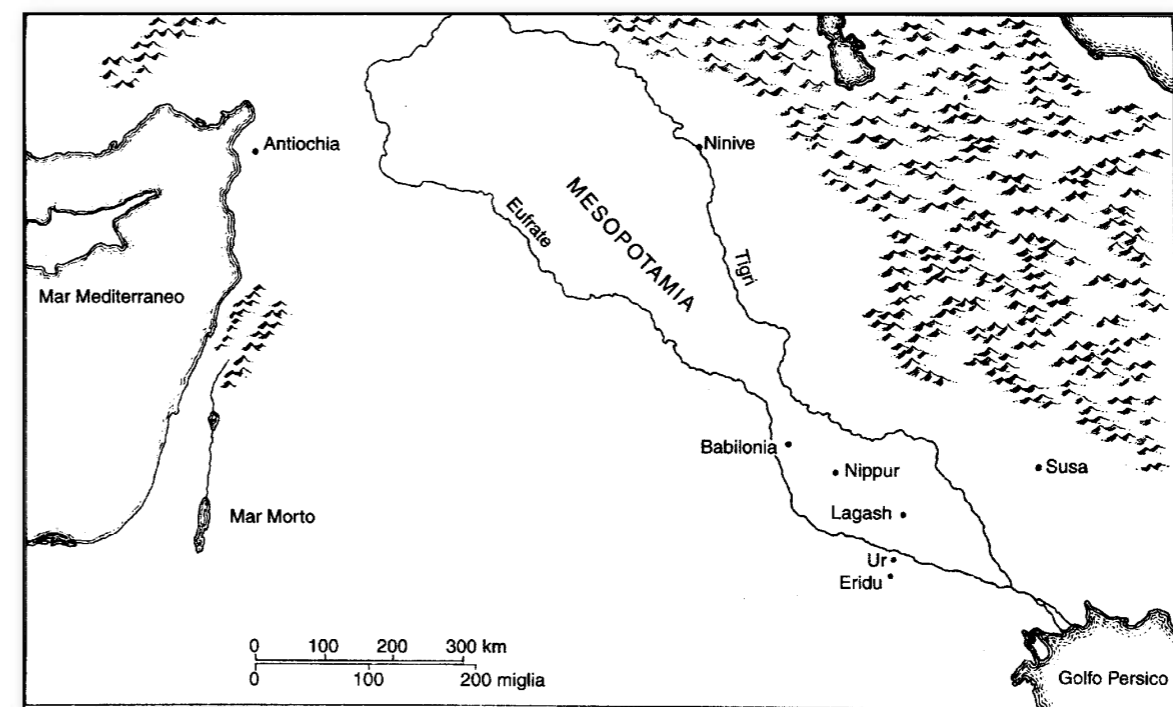 Antiochia
Ninive
MESOPOTAMIA
Eufrate
Tigri
Mar Mediterraneo
Babilonia
Nippur
Susa
Lagash
Mar Morto
Ur
Eridu
0 100 200 300 km
0 100 200 miglia
Golfo Persico